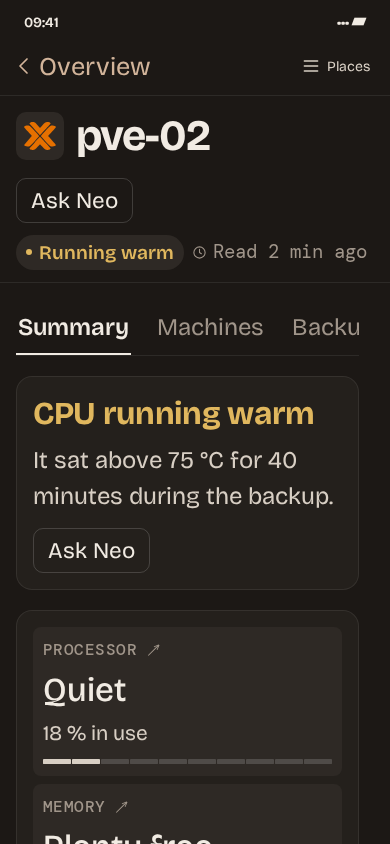 09:41
Overview
Places
pve-02
Ask Neo
Running warm
Read 2 min ago
Summary
Machines
Backu
CPU running warm
It sat above 75 °C for 40
minutes during the backup.
Ask Neo
PROCESSOR ↗
Quiet
18 % in use
MEMORY ↗
Plenty free